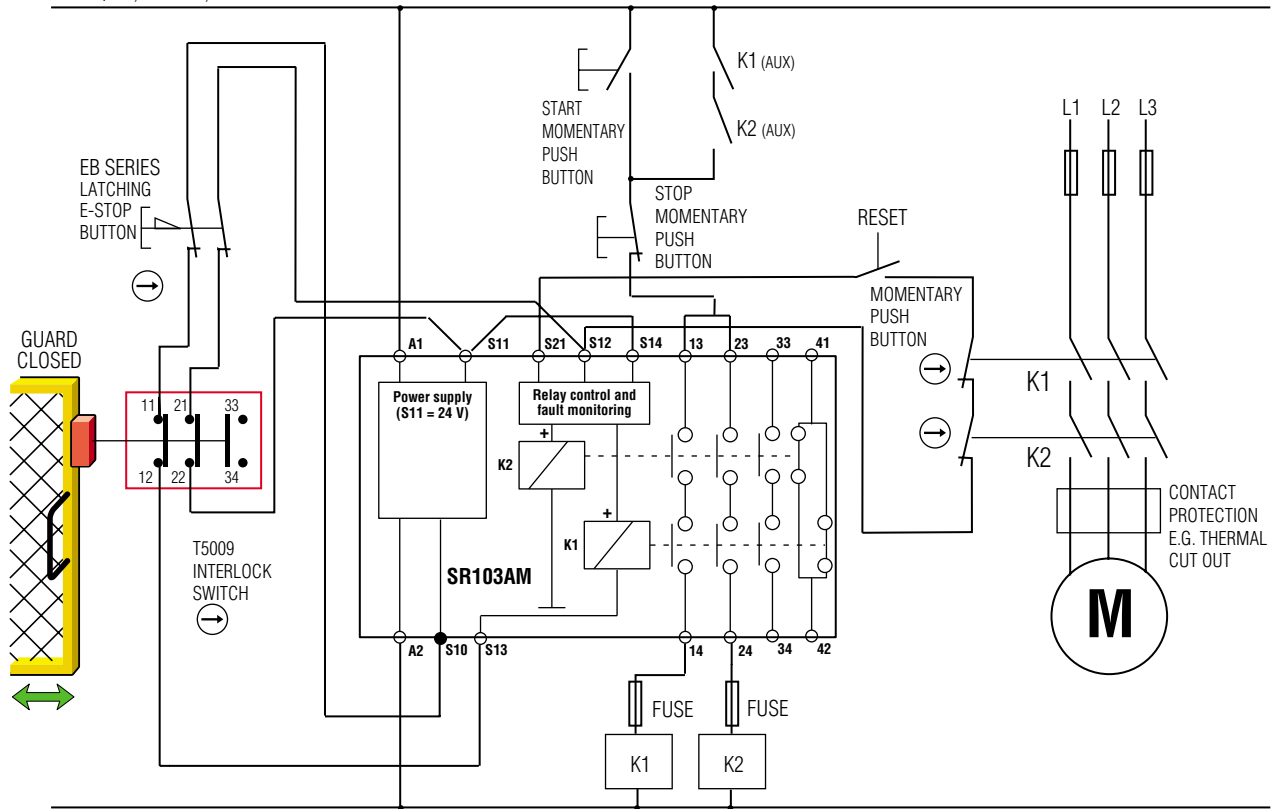 K1 (AUX)
K2 (AUX)
START
MOMENTARY
PUSH
BUTTON
L1 L2 L3
EB SERIES
LATCHING
E-STOP
BUTTON
STOP
MOMENTARY
PUSH
BUTTON
RESET
MOMENTARY
PUSH
BUTTON
GUARD
CLOSED
A1 S11 S21 S12 S14 13 23 33 41
K1
K2
11 21 33
12 22 34
Power supply
(S11 = 24 V)
Relay control and
fault monitoring
+
K2
+
K1
SR103AM
T5009
INTERLOCK
SWITCH
CONTACT
PROTECTION
E.G. THERMAL
CUT OUT
M
A2 S10 S13 14 24 34 42
FUSE FUSE
K1 K2